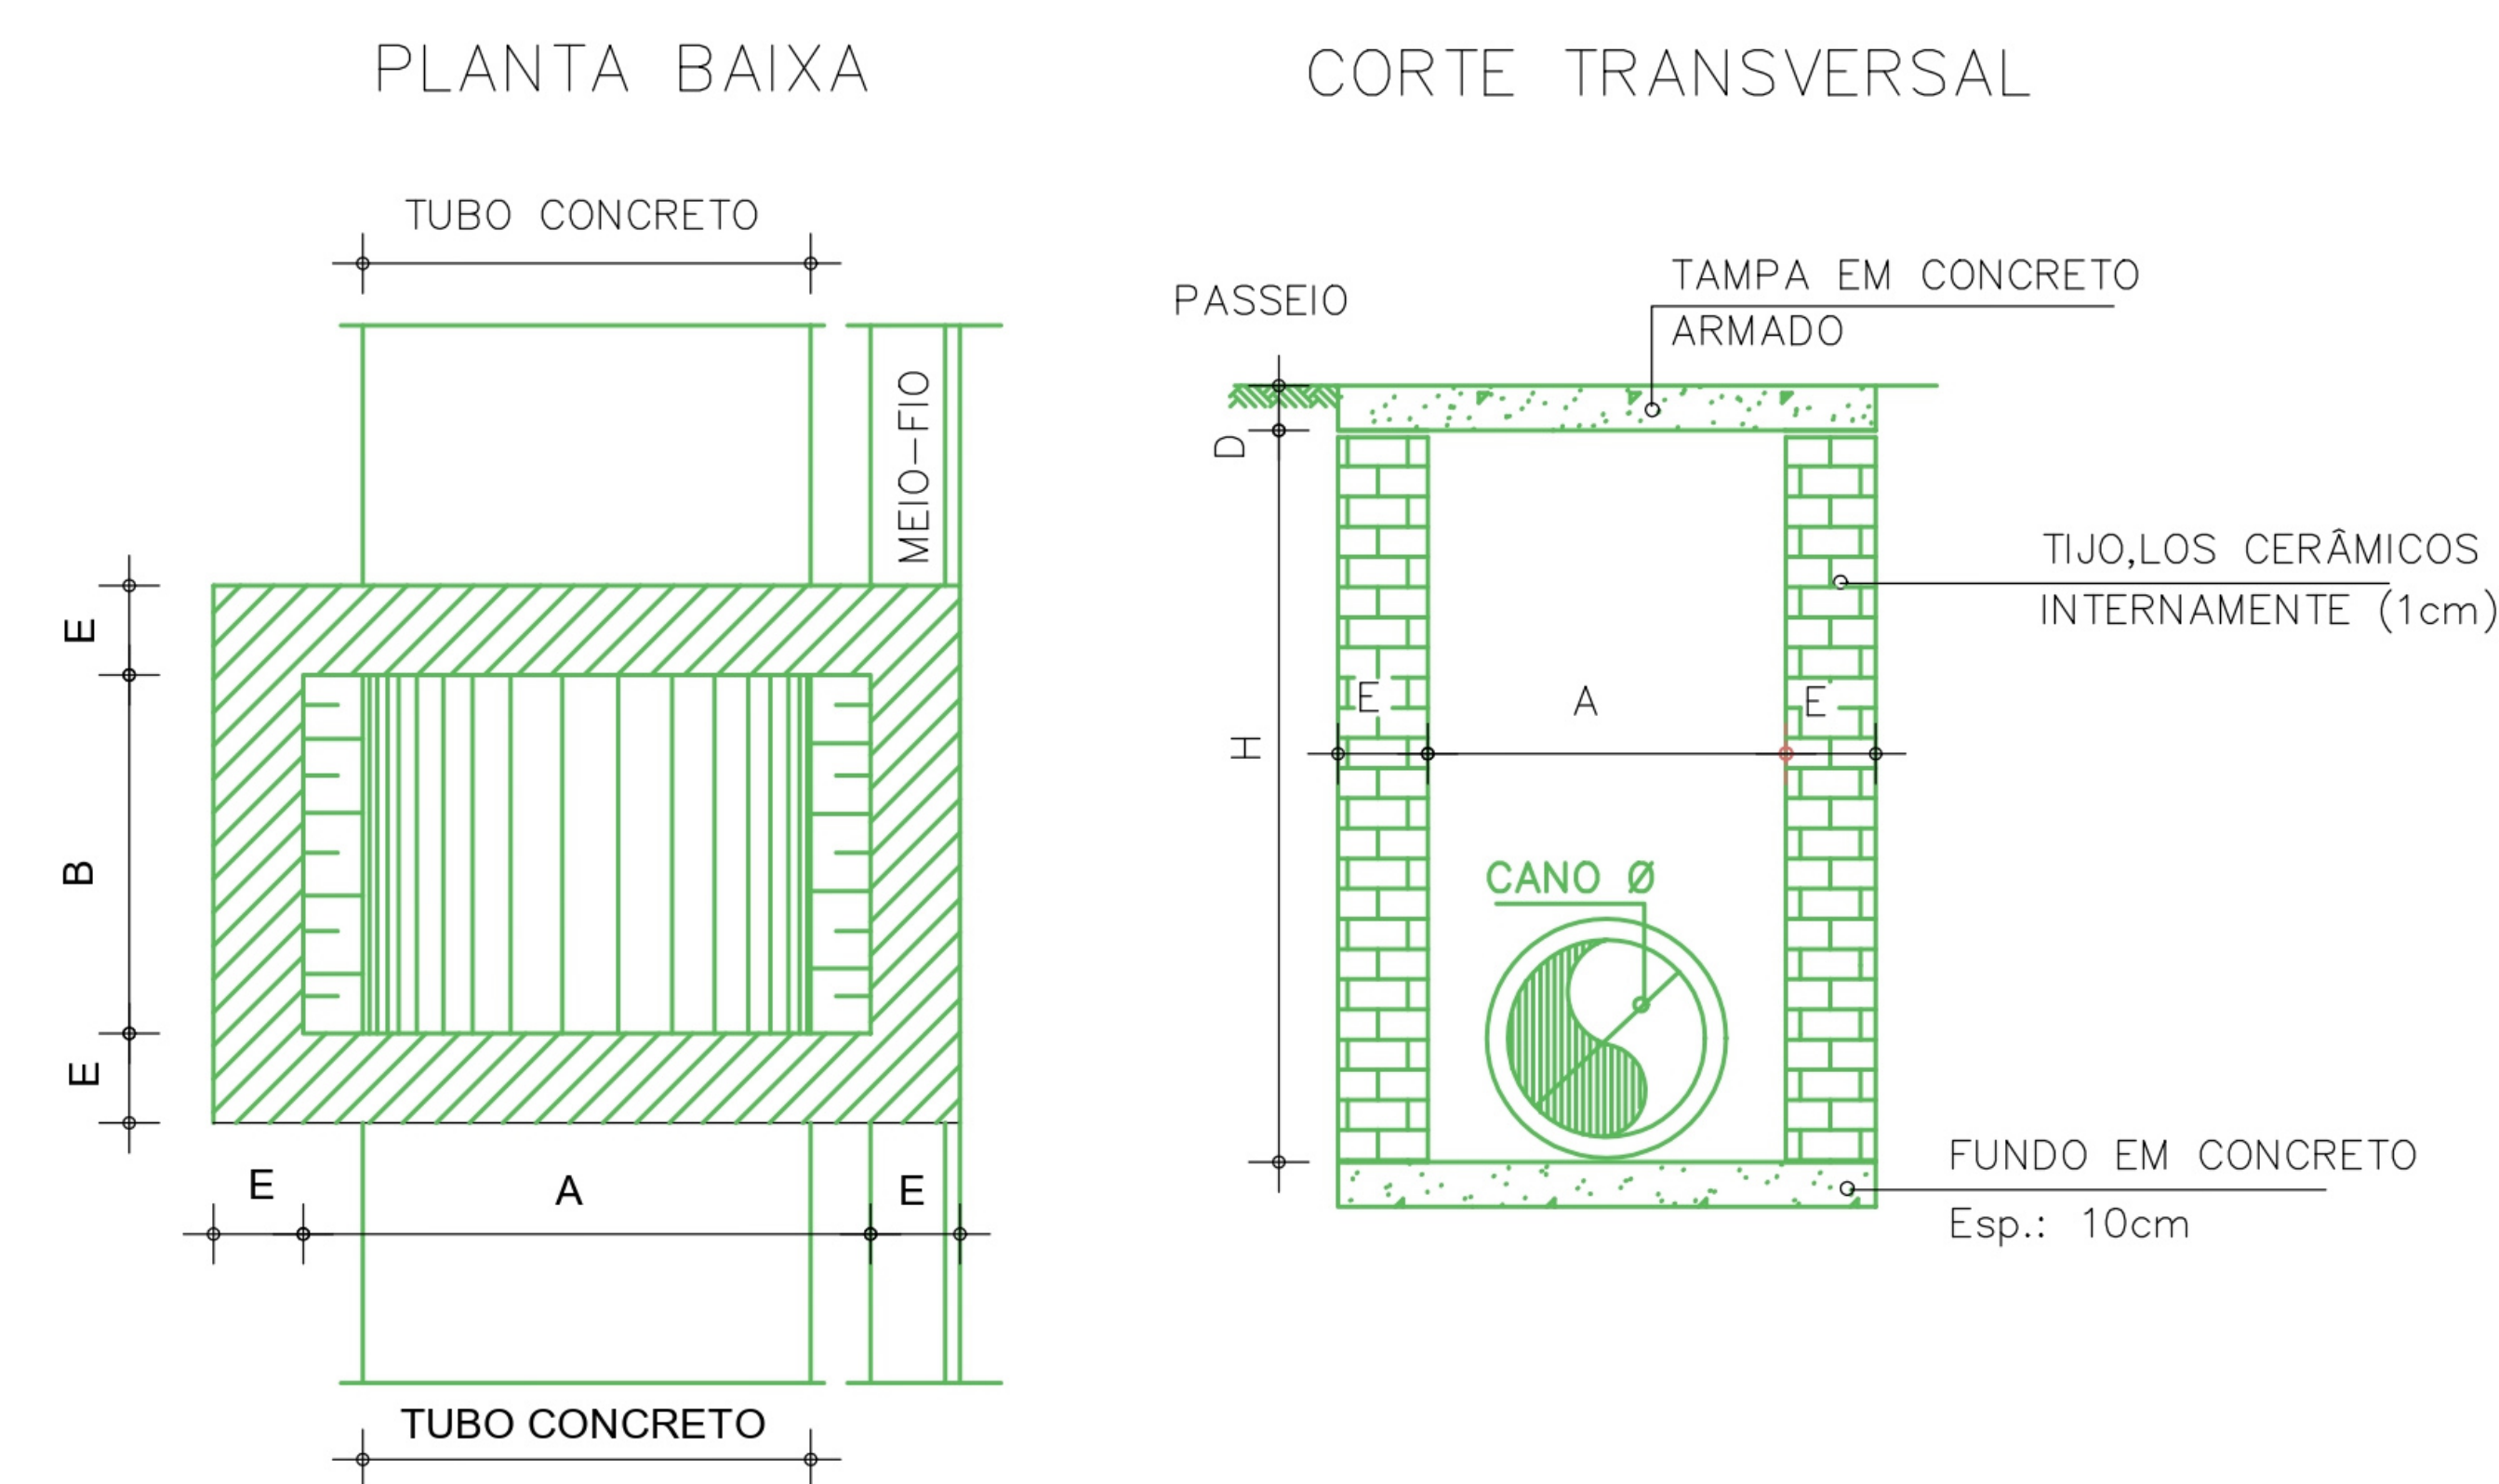 PLANTA BAIXA
CORTE TRANSVERSAL
TUBO CONCRETO
MEIO-FIO
E
B
E
E
A
E
TUBO CONCRETO
PASSEIO
TAMPA EM CONCRETO
ARMADO
D
H
TIJO,LOS CERÂMICOS
INTERNAMENTE (1cm)
E
A
E
CANO Ø
FUNDO EM CONCRETO
Esp.: 10cm